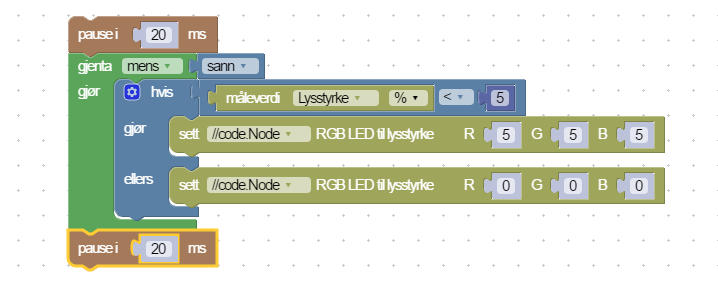 pause i 20 ms
gjenta mens sann
gjør hvis måleverdi Lysstyrke % < 5
gjør sett //code.Node RGB LED til lysstyrke R 5 G 5 B 5
ellers sett //code.Node RGB LED til lysstyrke R 0 G 0 B 0
pause i 20 ms